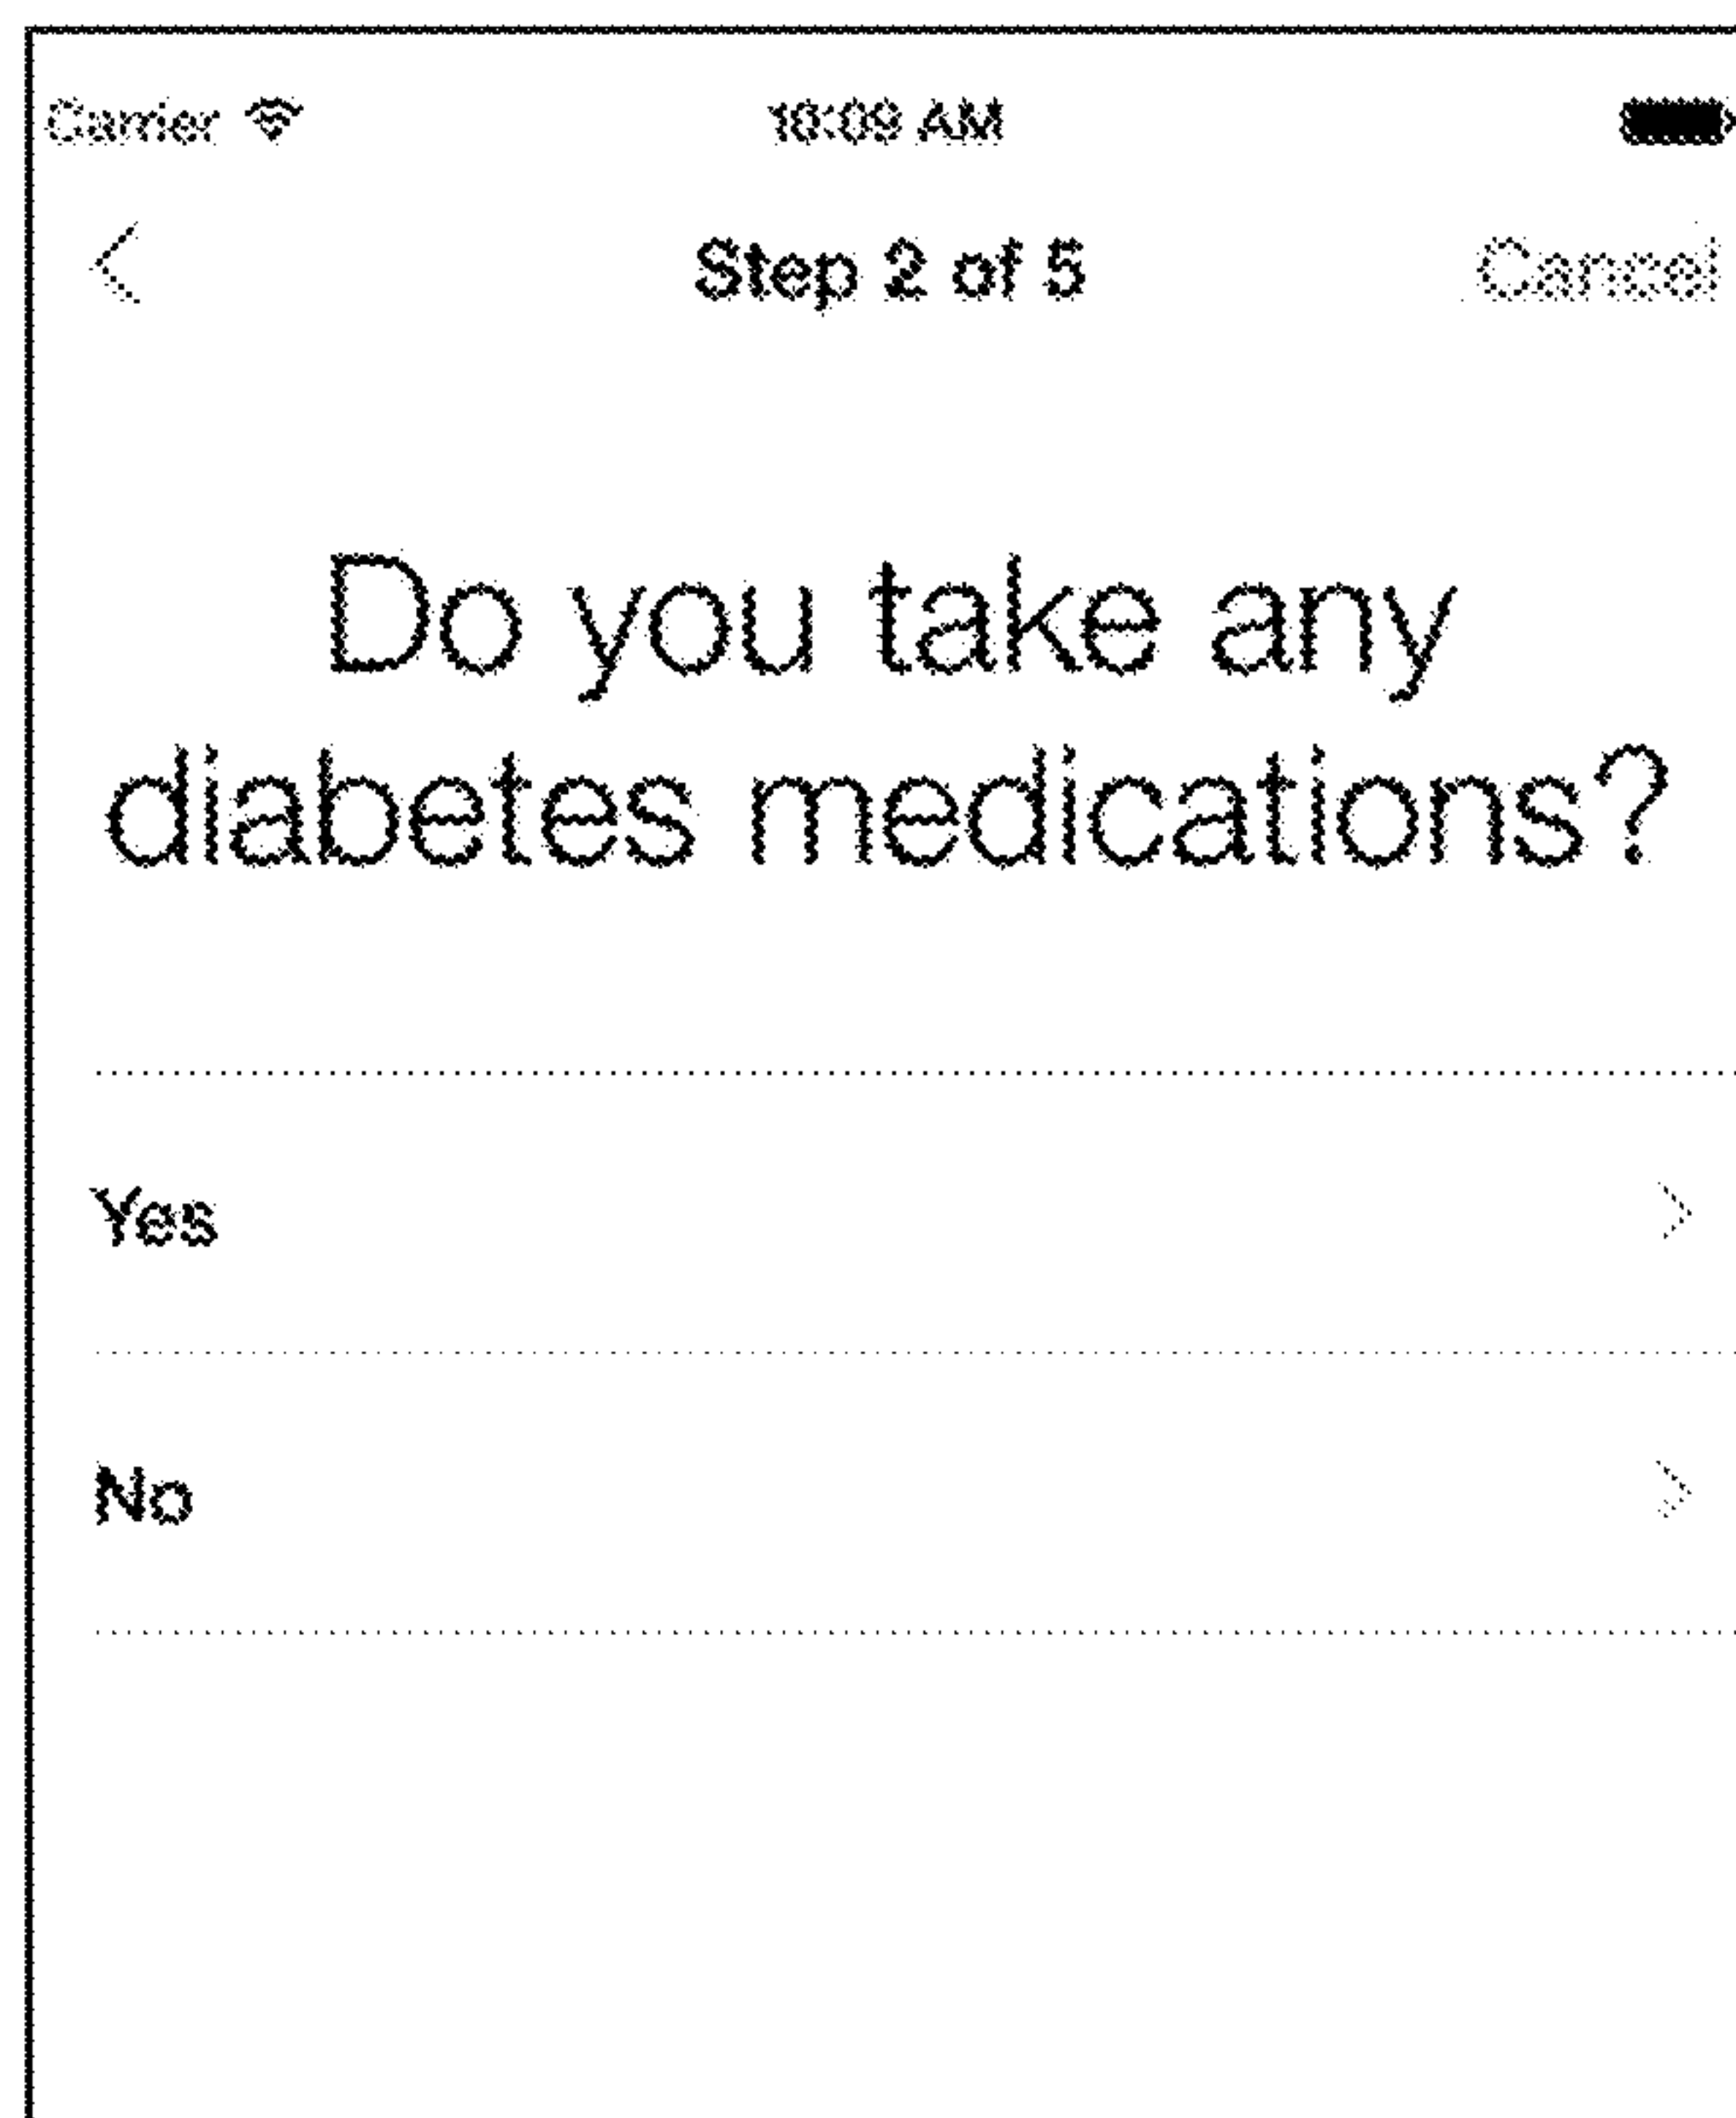 Carrier 10:09 AM
Step 2 of 5 Cancel
Do you take any
diabetes medications?
Yes
No